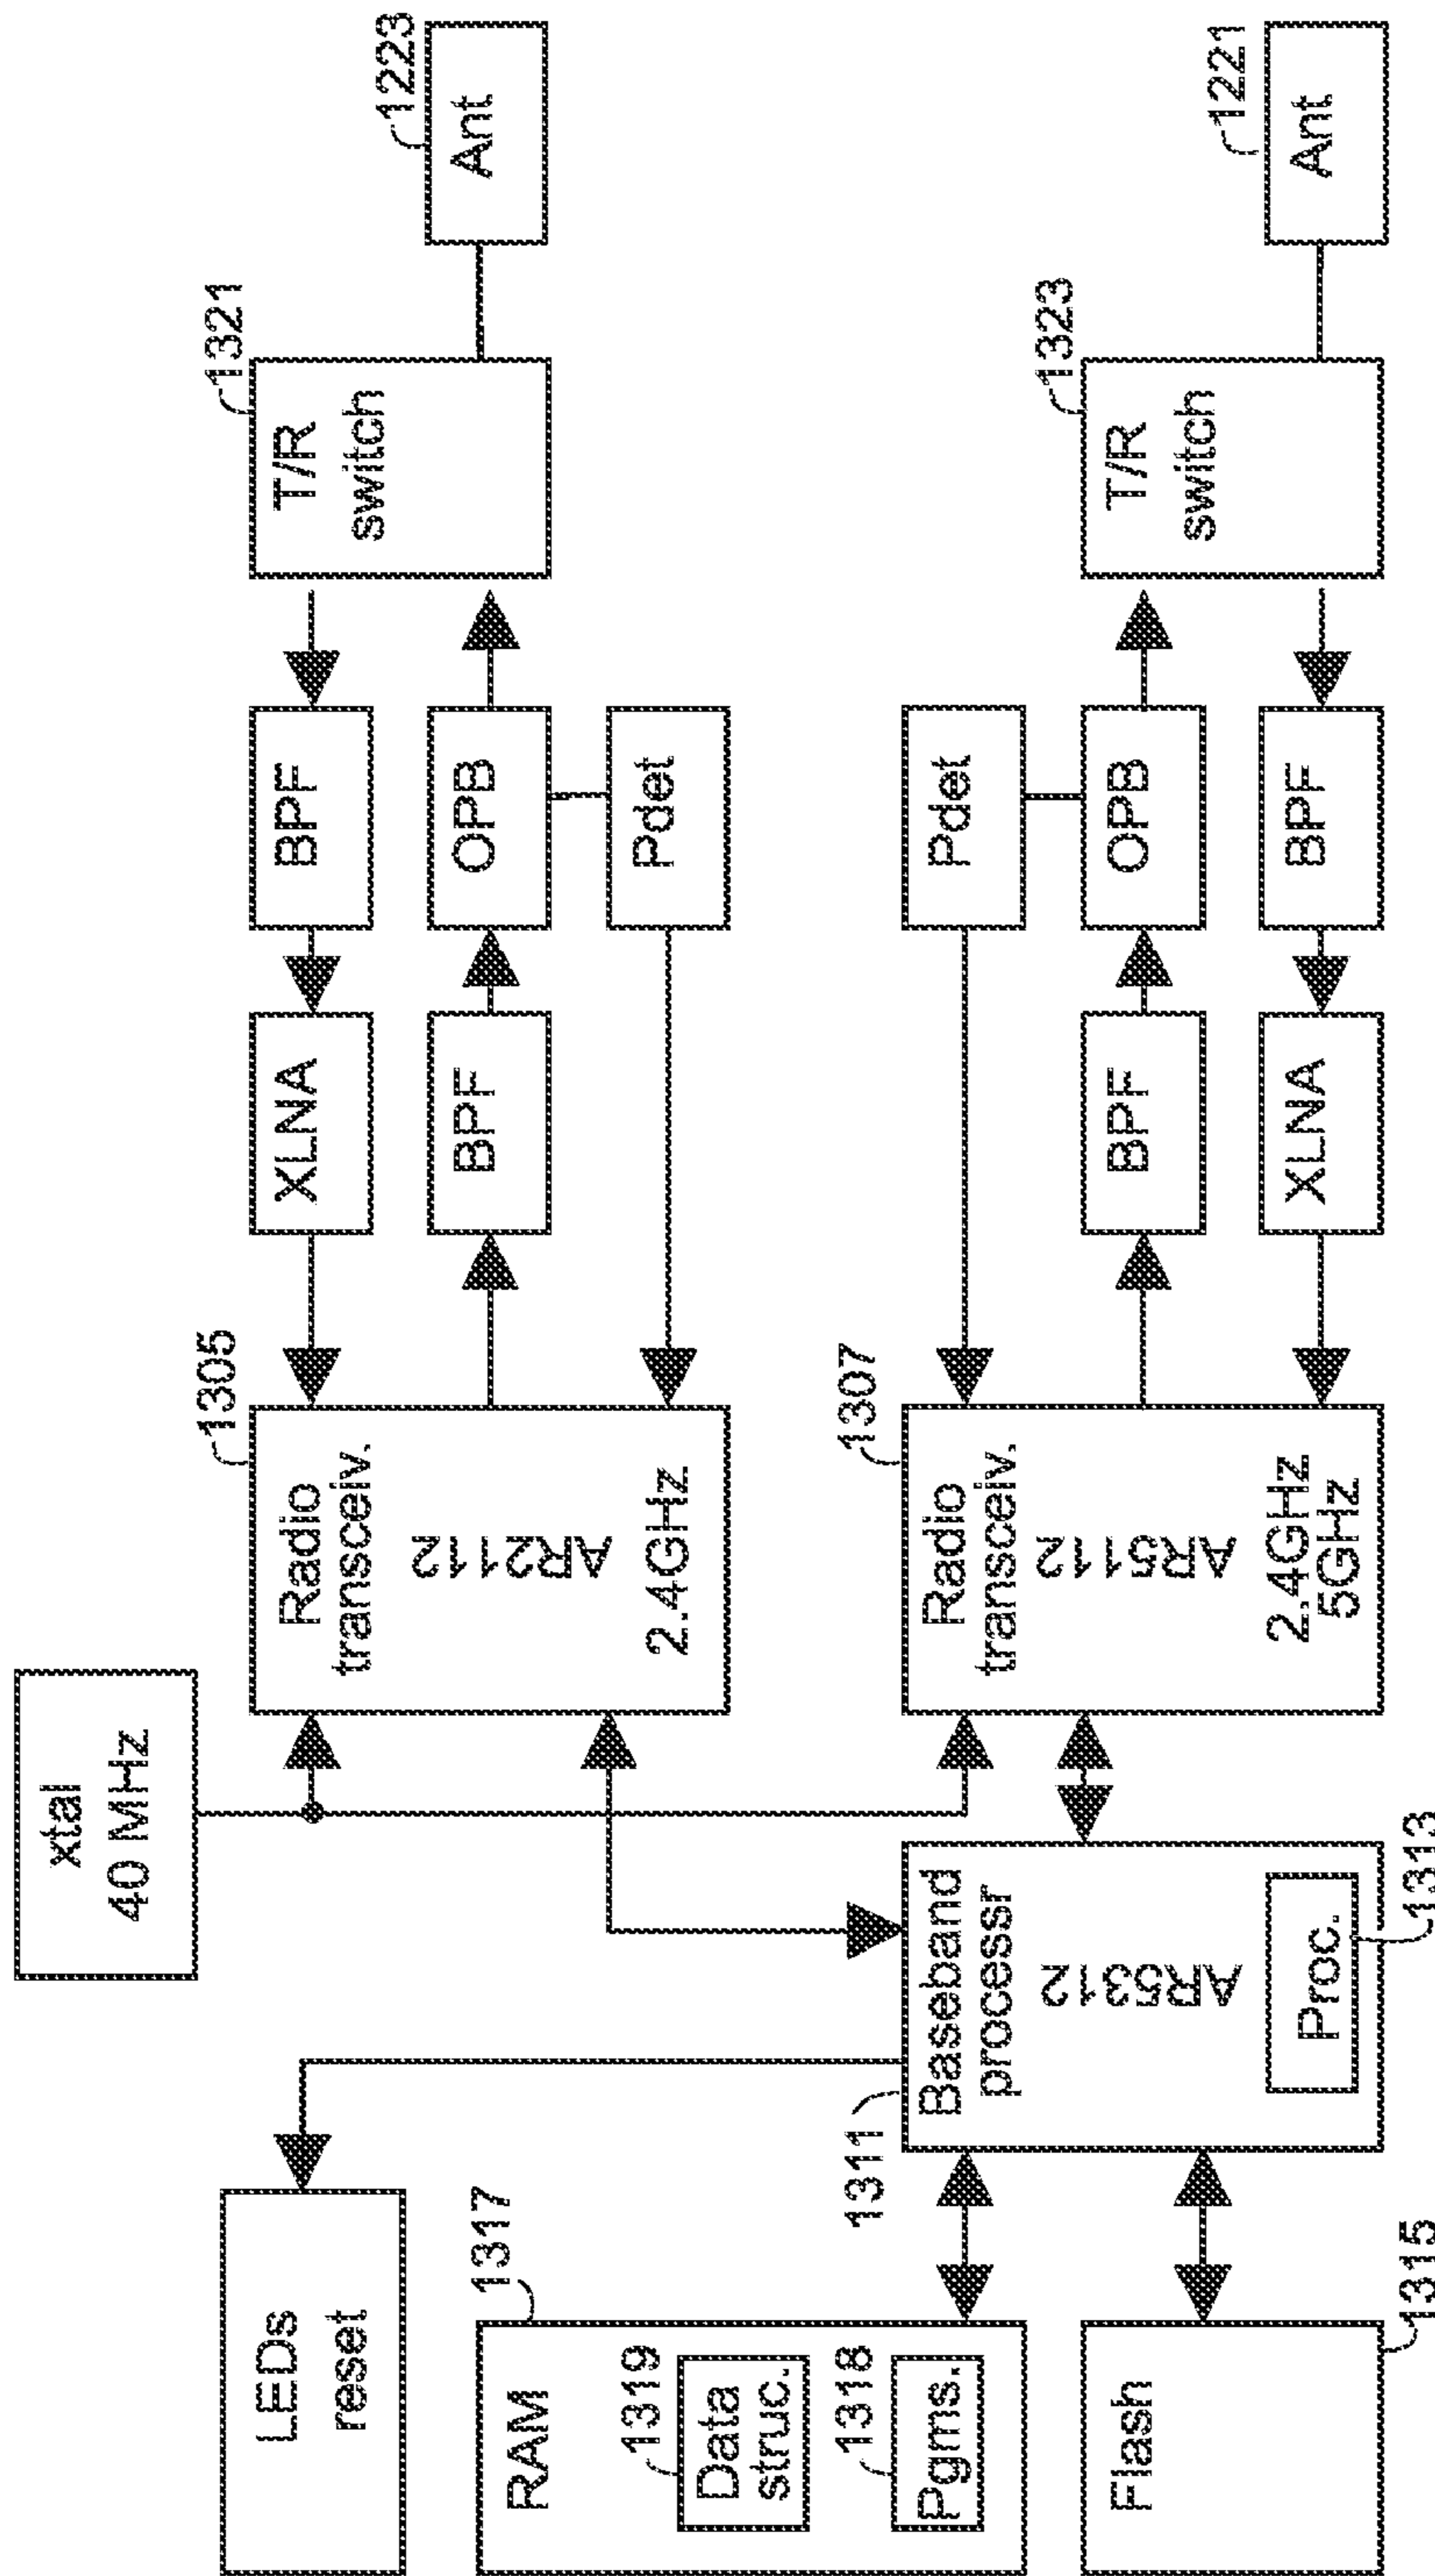 xtal
40 MHz
LEDs
reset
1317
RAM
1319
Data
struc.
1318
Pgms.
Flash
1315
1311
Baseband
processr
AR5312
Proc.
1313
1305
Radio
transceiv.
AR2112
2.4GHz
1307
Radio
transceiv.
AR5112
2.4GHz
5GHz
XLNA
BPF
BPF
OPB
Pdet
T/R
switch
1321
Ant
1223
Pdet
BPF
OPB
XLNA
BPF
T/R
switch
1323
Ant
1221